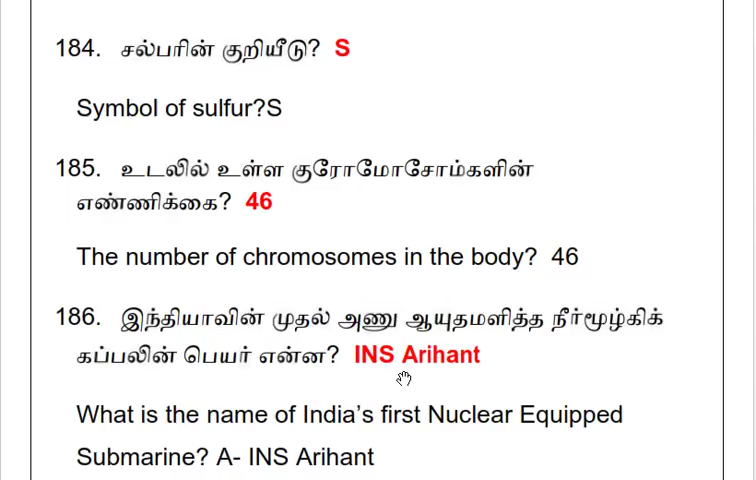 184. சல்பரின் குறியீடு? S
Symbol of sulfur?S
185. உடலில் உள்ள குரோமோசோம்களின்
எண்ணிக்கை? 46
The number of chromosomes in the body? 46
186. இந்தியாவின் முதல் அணு ஆயுதமளித்த நீர்மூழ்கிக்
கப்பலின் பெயர் என்ன? INS Arihant
What is the name of India’s first Nuclear Equipped
Submarine? A- INS Arihant